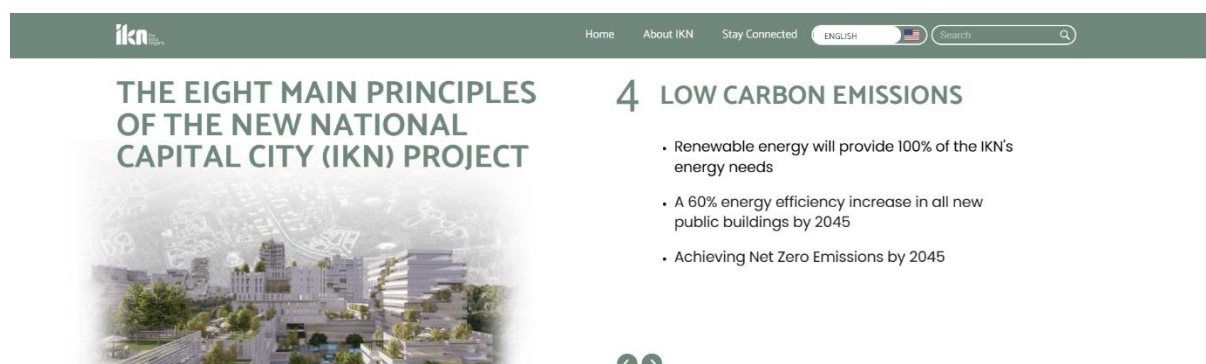 ikn
Home
About IKN
Stay Connected
ENGLISH
Search
THE EIGHT MAIN PRINCIPLES
OF THE NEW NATIONAL
CAPITAL CITY (IKN) PROJECT
4 LOW CARBON EMISSIONS
• Renewable energy will provide 100% of the IKN's
energy needs
• A 60% energy efficiency increase in all new
public buildings by 2045
• Achieving Net Zero Emissions by 2045